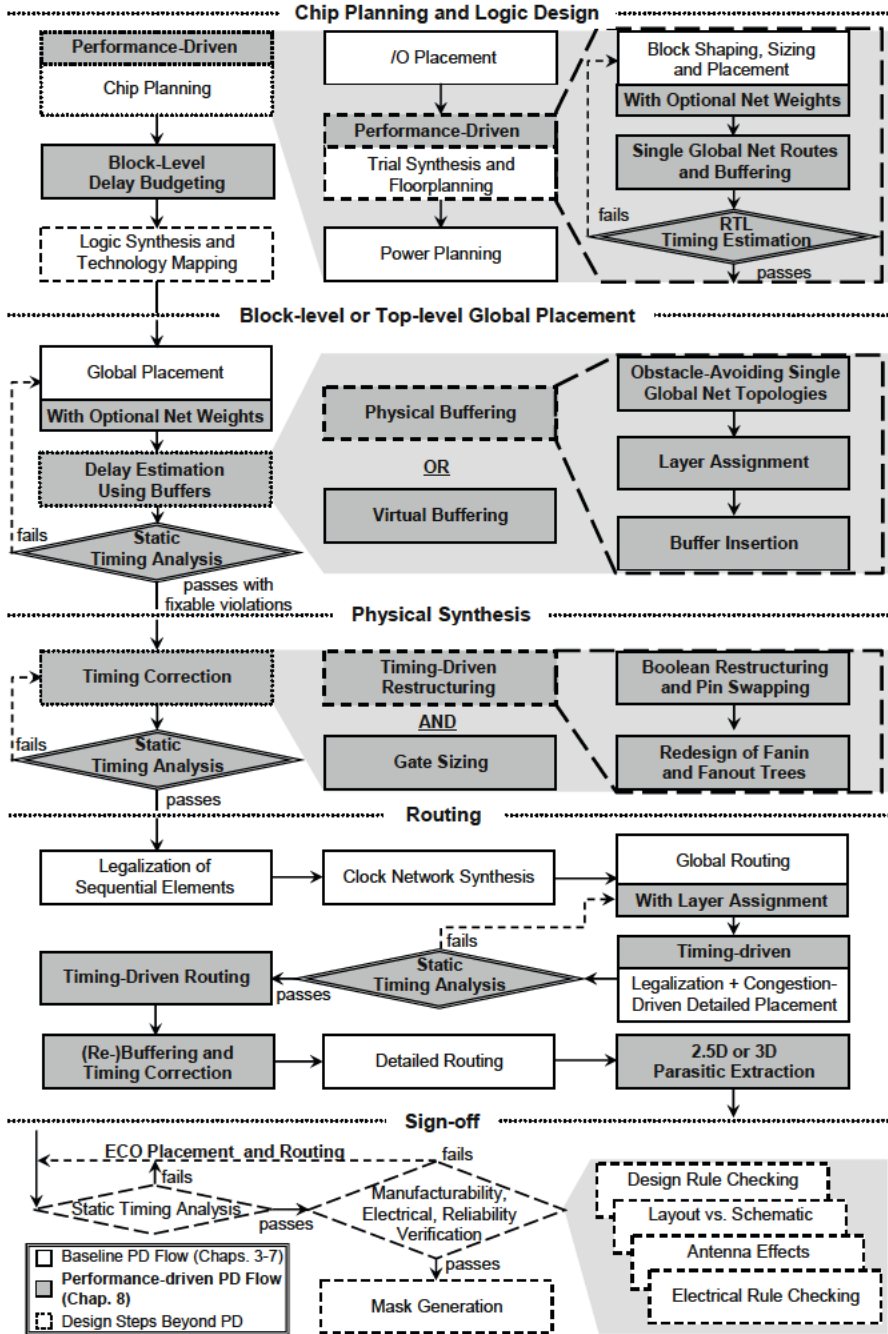 Chip Planning and Logic Design
Performance-Driven
Chip Planning
Block-Level
Delay Budgeting
Logic Synthesis and
Technology Mapping
/O Placement
Performance-Driven
Trial Synthesis and
Floorplanning
Power Planning
Block Shaping, Sizing
and Placement
With Optional Net Weights
Single Global Net Routes
and Buffering
fails
RTL
Timing Estimation
passes
Block-level or Top-level Global Placement
Global Placement
With Optional Net Weights
Delay Estimation
Using Buffers
fails
Static
Timing Analysis
passes with
fixable violations
Physical Buffering
OR
Virtual Buffering
Obstacle-Avoiding Single
Global Net Topologies
Layer Assignment
Buffer Insertion
Physical Synthesis
Timing Correction
fails
Static
Timing Analysis
passes
Timing-Driven
Restructuring
AND
Gate Sizing
Boolean Restructuring
and Pin Swapping
Redesign of Fanin
and Fanout Trees
Routing
Legalization of
Sequential Elements
Clock Network Synthesis
Global Routing
With Layer Assignment
Timing-driven
Legalization + Congestion-
Driven Detailed Placement
fails
Static
Timing Analysis
passes
Timing-Driven Routing
(Re-)Buffering and
Timing Correction
Detailed Routing
2.5D or 3D
Parasitic Extraction
Sign-off
ECO Placement and Routing
fails
Static Timing Analysis
passes
fails
Manufacturability,
Electrical, Reliability
Verification
passes
Mask Generation
Design Rule Checking
Layout vs. Schematic
Antenna Effects
Electrical Rule Checking
Baseline PD Flow (Chaps. 3-7)
Performance-driven PD Flow
(Chap. 8)
Design Steps Beyond PD